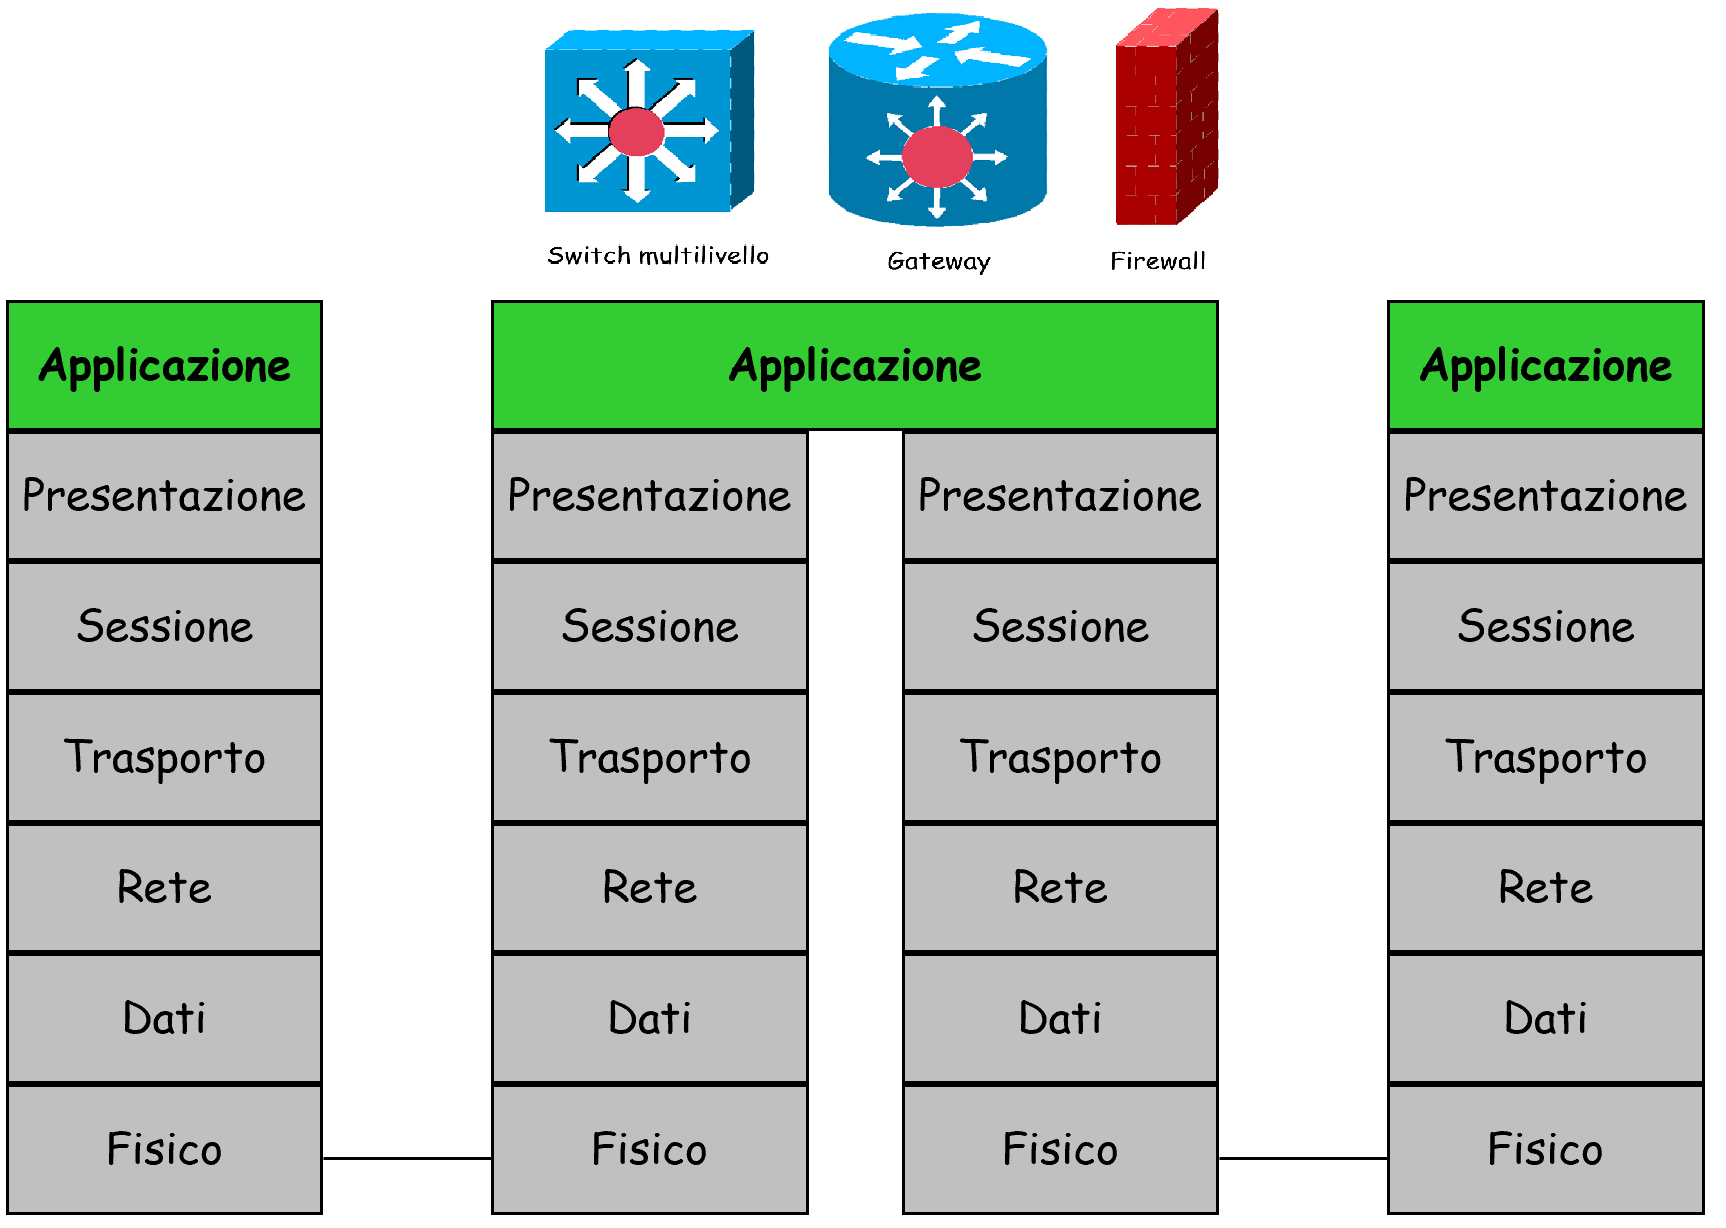 Switch multilivello
Gateway
Firewall
Applicazione
Applicazione
Applicazione
Presentazione
Presentazione
Presentazione
Presentazione
Sessione
Sessione
Sessione
Sessione
Trasporto
Trasporto
Trasporto
Trasporto
Rete
Rete
Rete
Rete
Dati
Dati
Dati
Dati
Fisico
Fisico
Fisico
Fisico